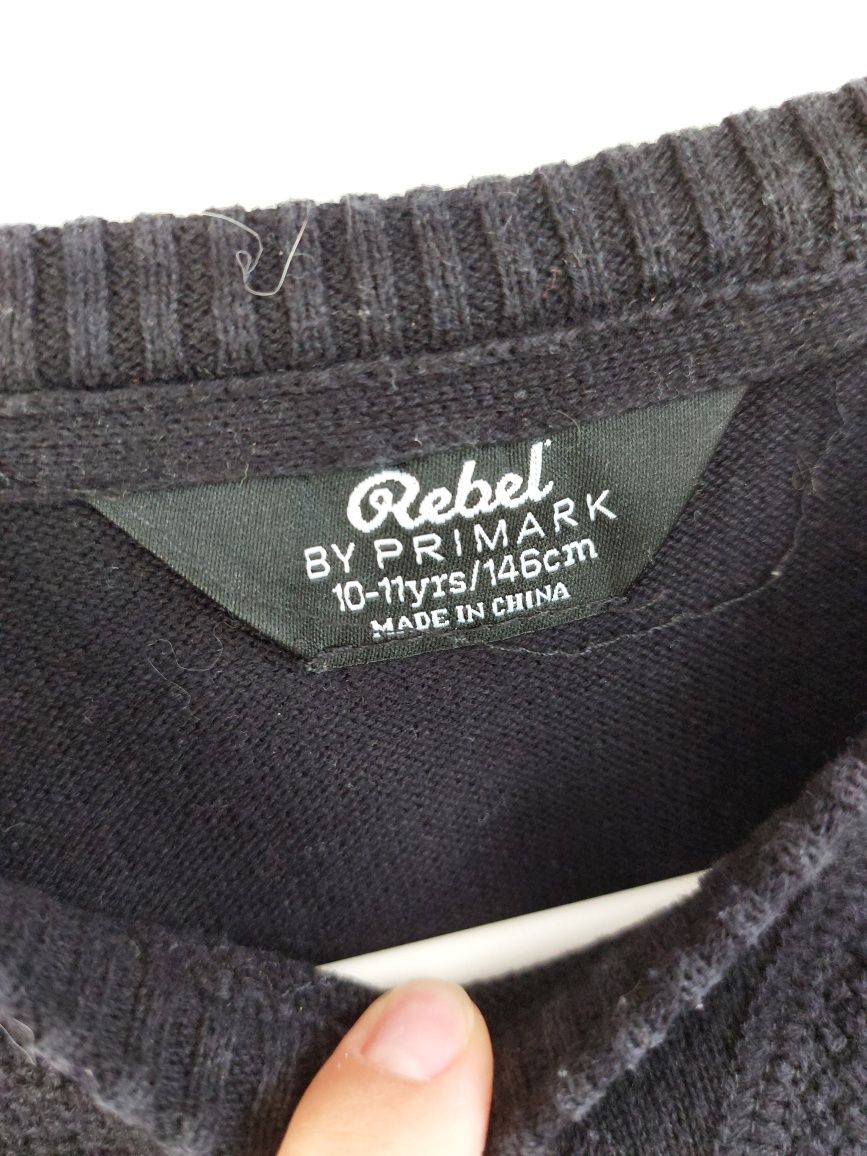 Rebel
BY PRIMARK
10-11yrs/146cm
MADE IN CHINA